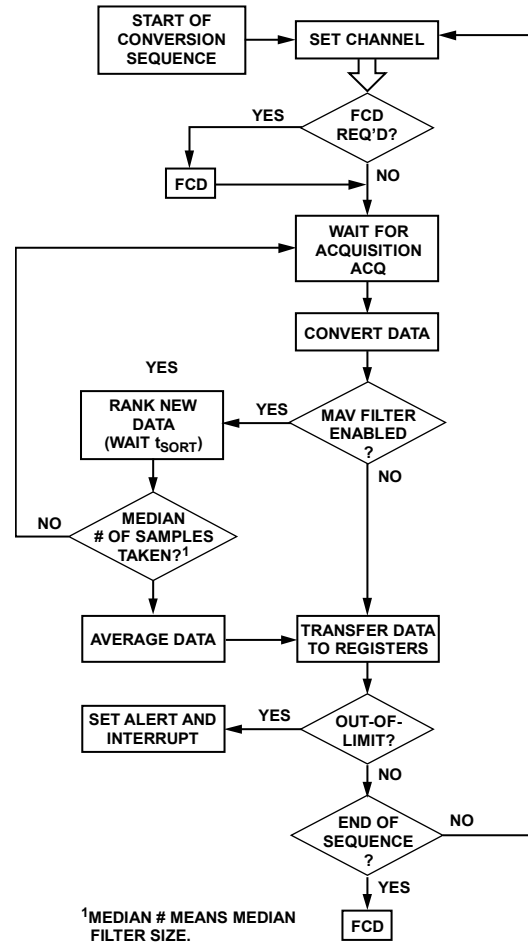 START OF
CONVERSION
SEQUENCE
SET CHANNEL
YES
FCD
REQ'D?
FCD
NO
WAIT FOR
ACQUISITION
ACQ
CONVERT DATA
YES
RANK NEW
DATA
(WAIT tSORT)
YES
MAV FILTER
ENABLED
?
NO
NO
MEDIAN
# OF SAMPLES
TAKEN?1
AVERAGE DATA
TRANSFER DATA
TO REGISTERS
SET ALERT AND
INTERRUPT
YES
OUT-OF-
LIMIT?
NO
END OF
SEQUENCE
?
NO
YES
FCD
1MEDIAN # MEANS MEDIAN
FILTER SIZE.